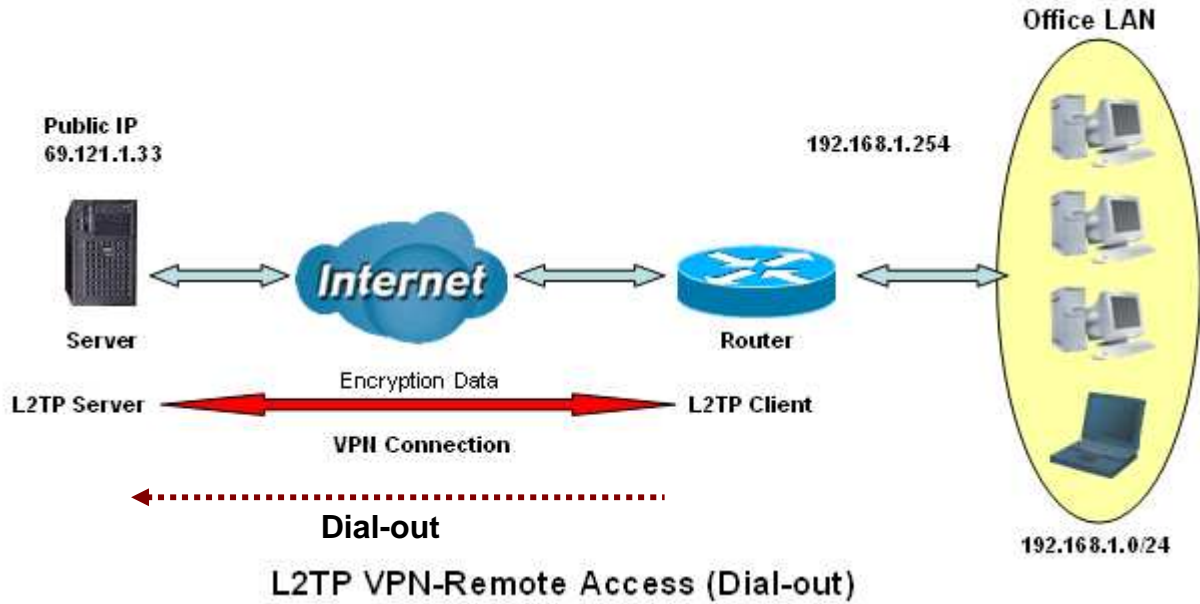 Office LAN
Public IP
69.121.1.33
192.168.1.254
Internet
Server
Router
Encryption Data
L2TP Server
L2TP Client
VPN Connection
Dial-out
192.168.1.0/24
L2TP VPN-Remote Access (Dial-out)